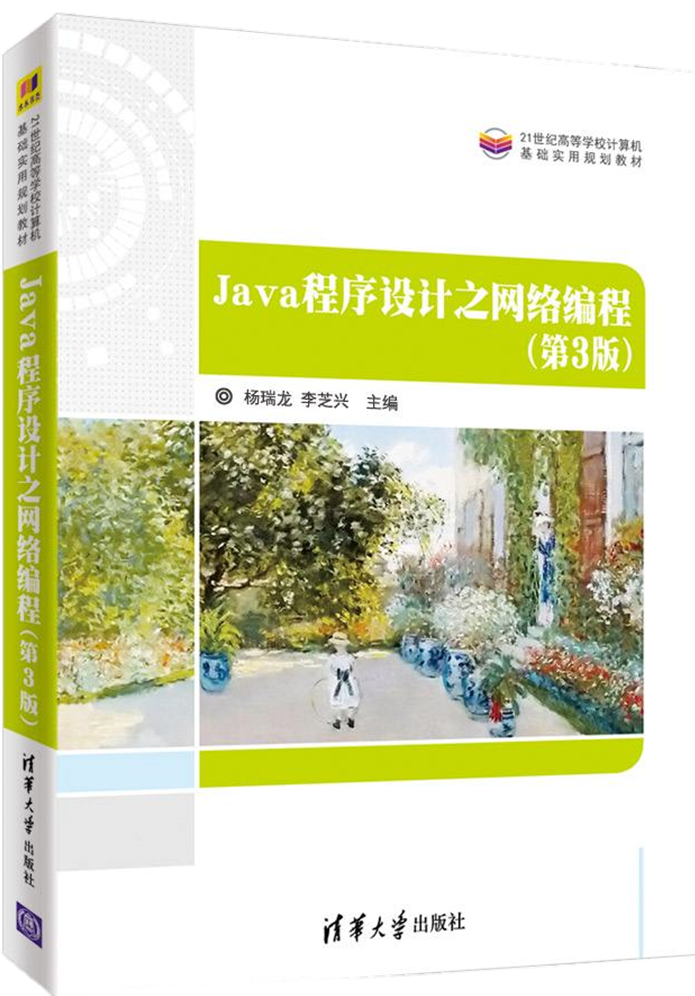 21世纪高等学校计算机
基础实用规划教材
Java程序设计之网络编程
(第3版)
杨瑞龙 李芝兴 主编
清华大学出版社
21世纪高等学校计算机
基础实用规划教材
Java程序设计之网络编程(第3版)
清华大学出版社